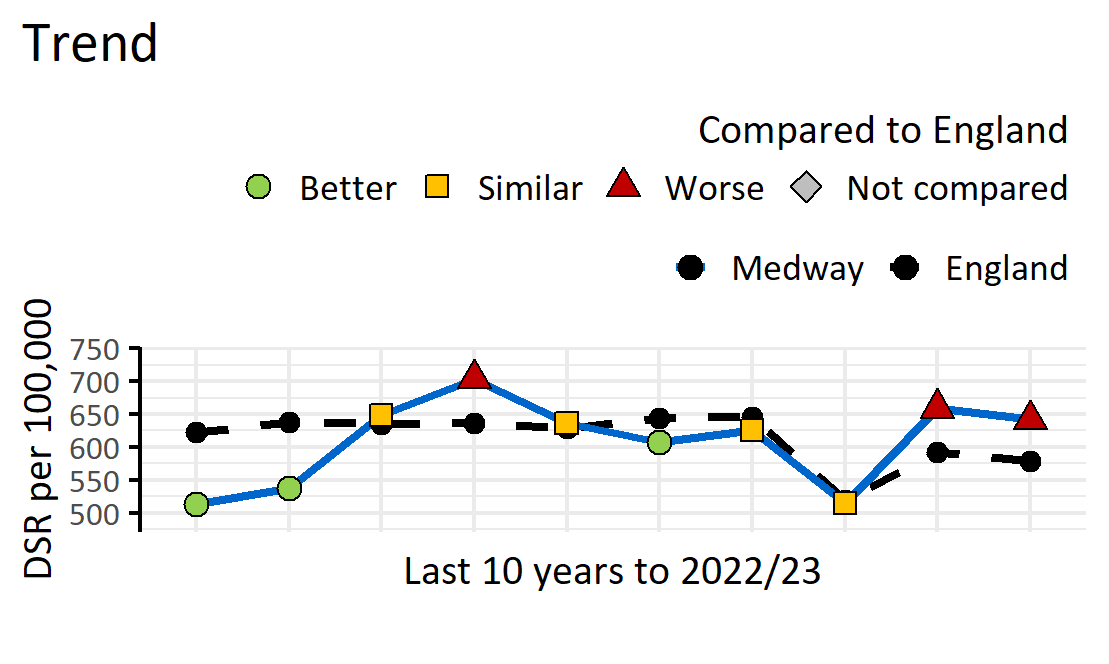 Trend
Compared to England
Better Similar Worse Not compared
Medway England
DSR per 100,000
750
700
650
600
550
500
Last 10 years to 2022/23